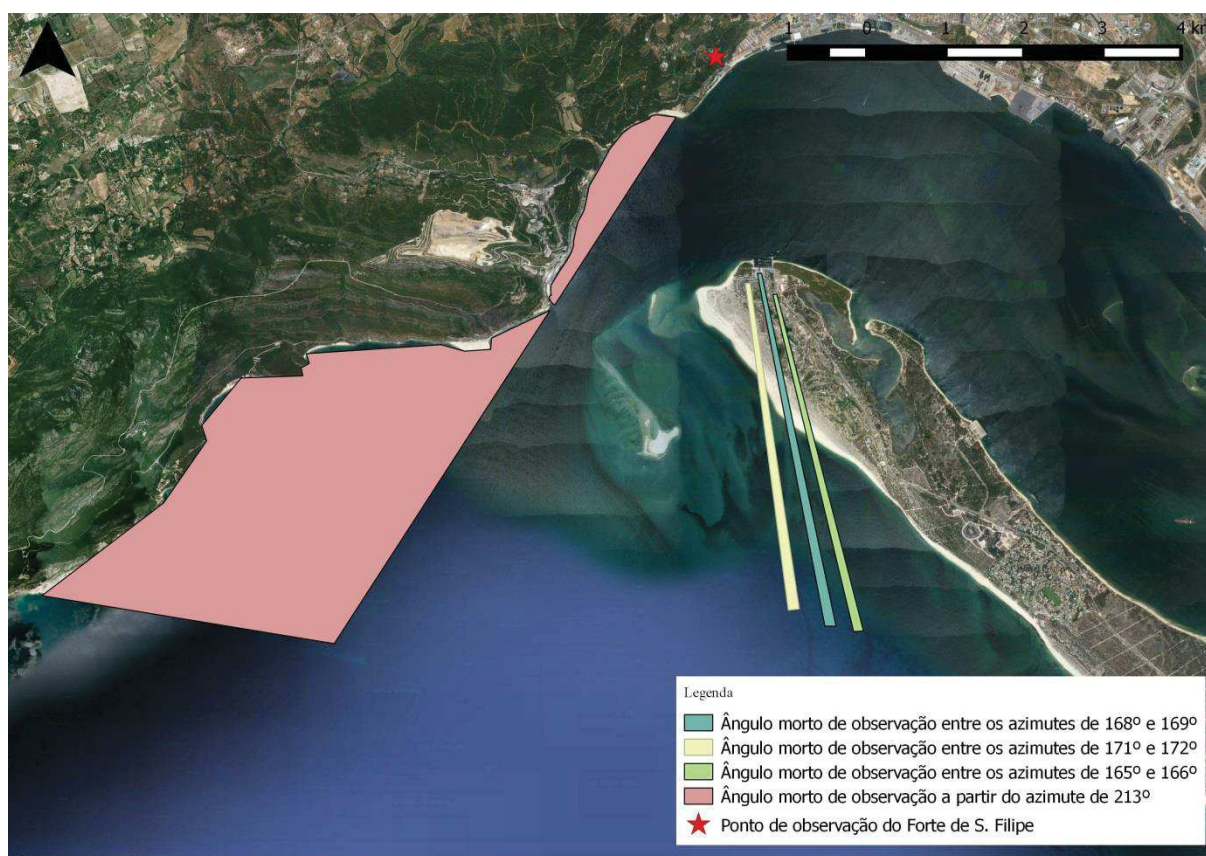 1 0 1 2 3 4 km
Legenda
Ângulo morto de observação entre os azimutes de 168º e 169º
Ângulo morto de observação entre os azimutes de 171º e 172º
Ângulo morto de observação entre os azimutes de 165º e 166º
Ângulo morto de observação a partir do azimute de 213º
Ponto de observação do Forte de S. Filipe